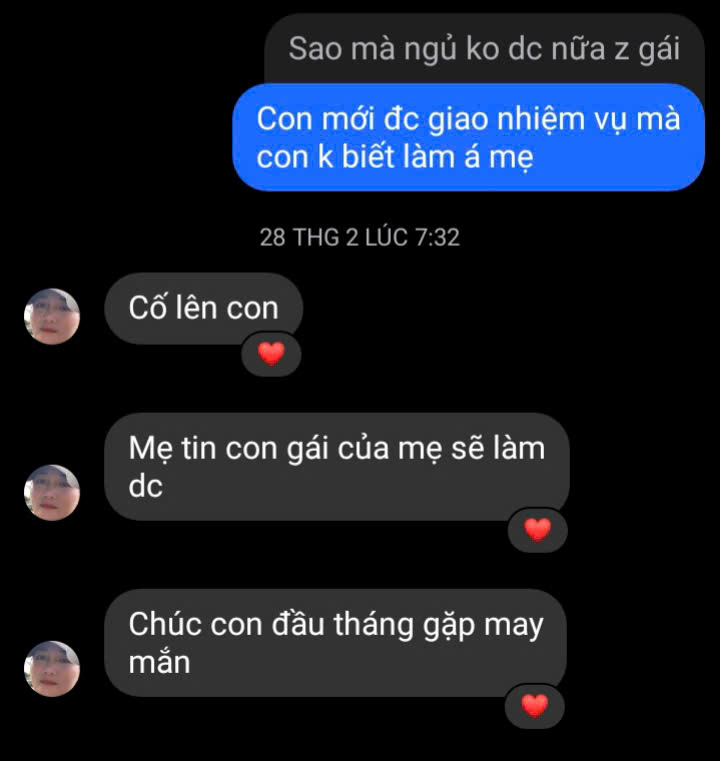 Sao mà ngủ ko dc nữa z gái
Con mới đc giao nhiệm vụ mà
con k biết làm á mẹ
28 THG 2 LÚC 7:32
Cố lên con
Mẹ tin con gái của mẹ sẽ làm
dc
Chúc con đầu tháng gặp may
mắn